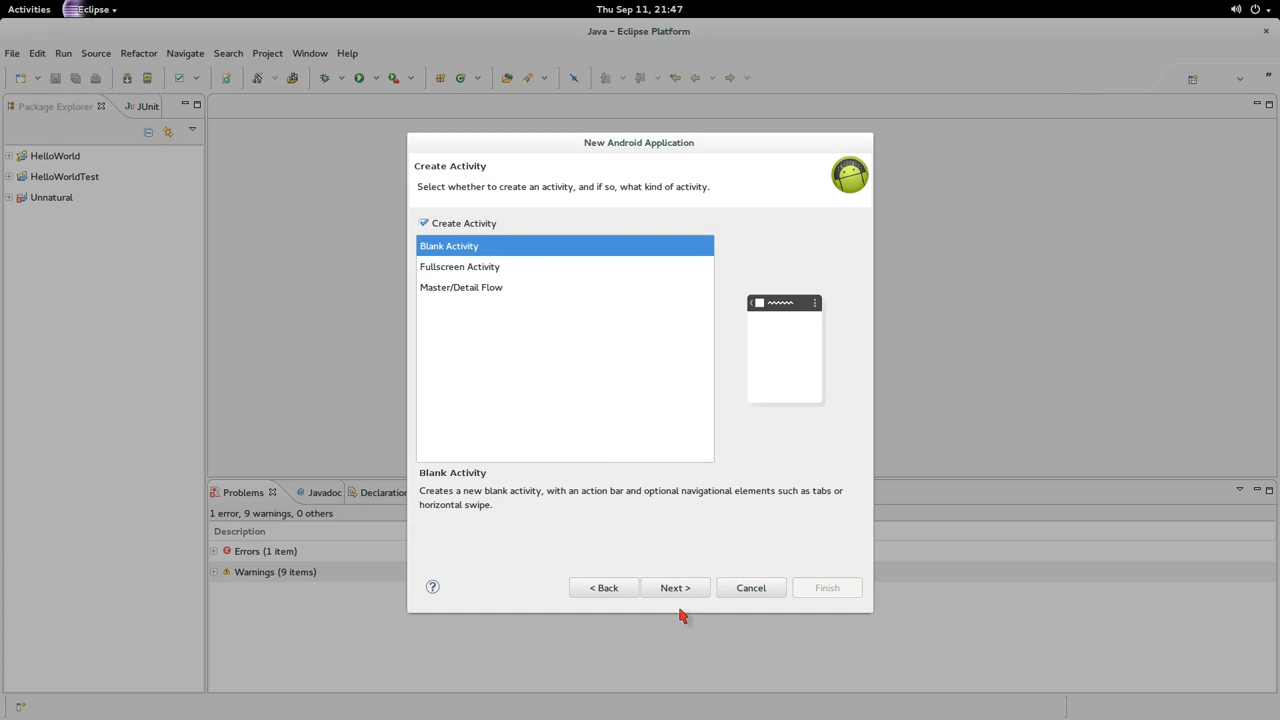 Activities Eclipse Thu Sep 11, 21:47
Java – Eclipse Platform
File Edit Run Source Refactor Navigate Search Project Window Help
Package Explorer JUnit
HelloWorld
HelloWorldTest
Unnatural
New Android Application
Create Activity
Select whether to create an activity, and if so, what kind of activity.
Create Activity
Blank Activity
Fullscreen Activity
Master/Detail Flow
Blank Activity
Creates a new blank activity, with an action bar and optional navigational elements such as tabs or
horizontal swipe.
< Back Next > Cancel Finish
Problems Javadoc Declaration
1 error, 9 warnings, 0 others
Description
Errors (1 item)
Warnings (9 items)